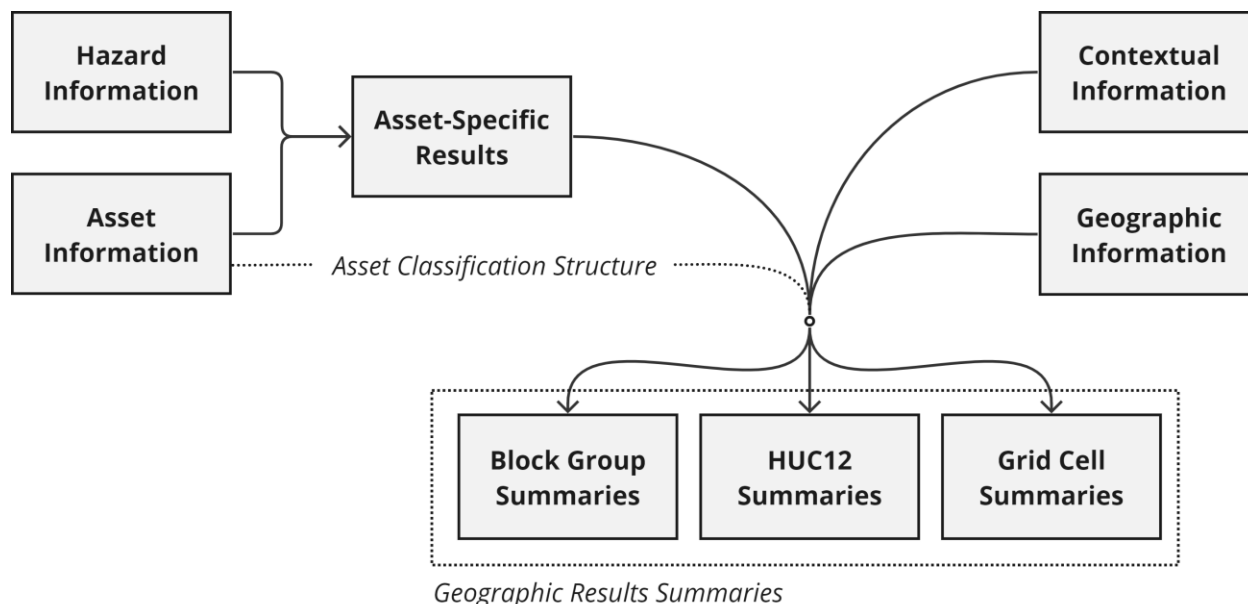 Hazard
Information
Contextual
Information
Asset-Specific
Results
Asset
Information
Geographic
Information
Asset Classification Structure
Block Group
Summaries
HUC12
Summaries
Grid Cell
Summaries
Geographic Results Summaries